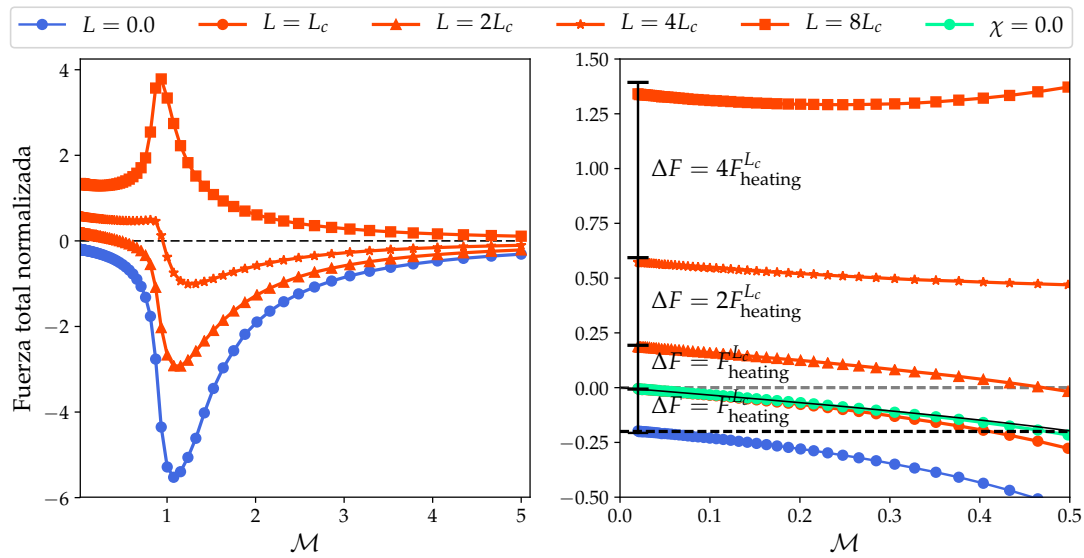 L = 0.0 L = L_c L = 2L_c L = 4L_c L = 8L_c χ = 0.0
Fuerza total normalizada
4
2
0
−2
−4
−6
1 2 3 4 5
ℳ
1.50
1.25
1.00
0.75
0.50
0.25
0.00
−0.25
−0.50
0.0 0.1 0.2 0.3 0.4 0.5
ℳ
ΔF = 4F^{L_c}_{heating}
ΔF = 2F^{L_c}_{heating}
ΔF = F^{L_c}_{heating}
ΔF = F^{L_c}_{heating}